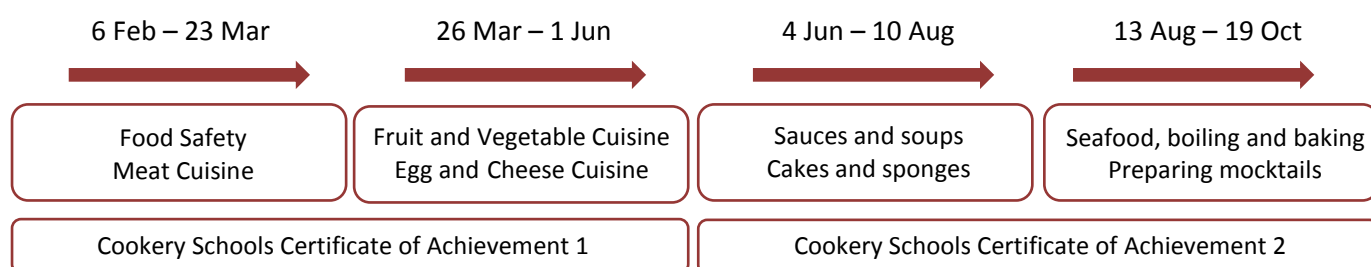 6 Feb – 23 Mar
26 Mar – 1 Jun
4 Jun – 10 Aug
13 Aug – 19 Oct
Food Safety
Meat Cuisine
Fruit and Vegetable Cuisine
Egg and Cheese Cuisine
Sauces and soups
Cakes and sponges
Seafood, boiling and baking
Preparing mocktails
Cookery Schools Certificate of Achievement 1
Cookery Schools Certificate of Achievement 2